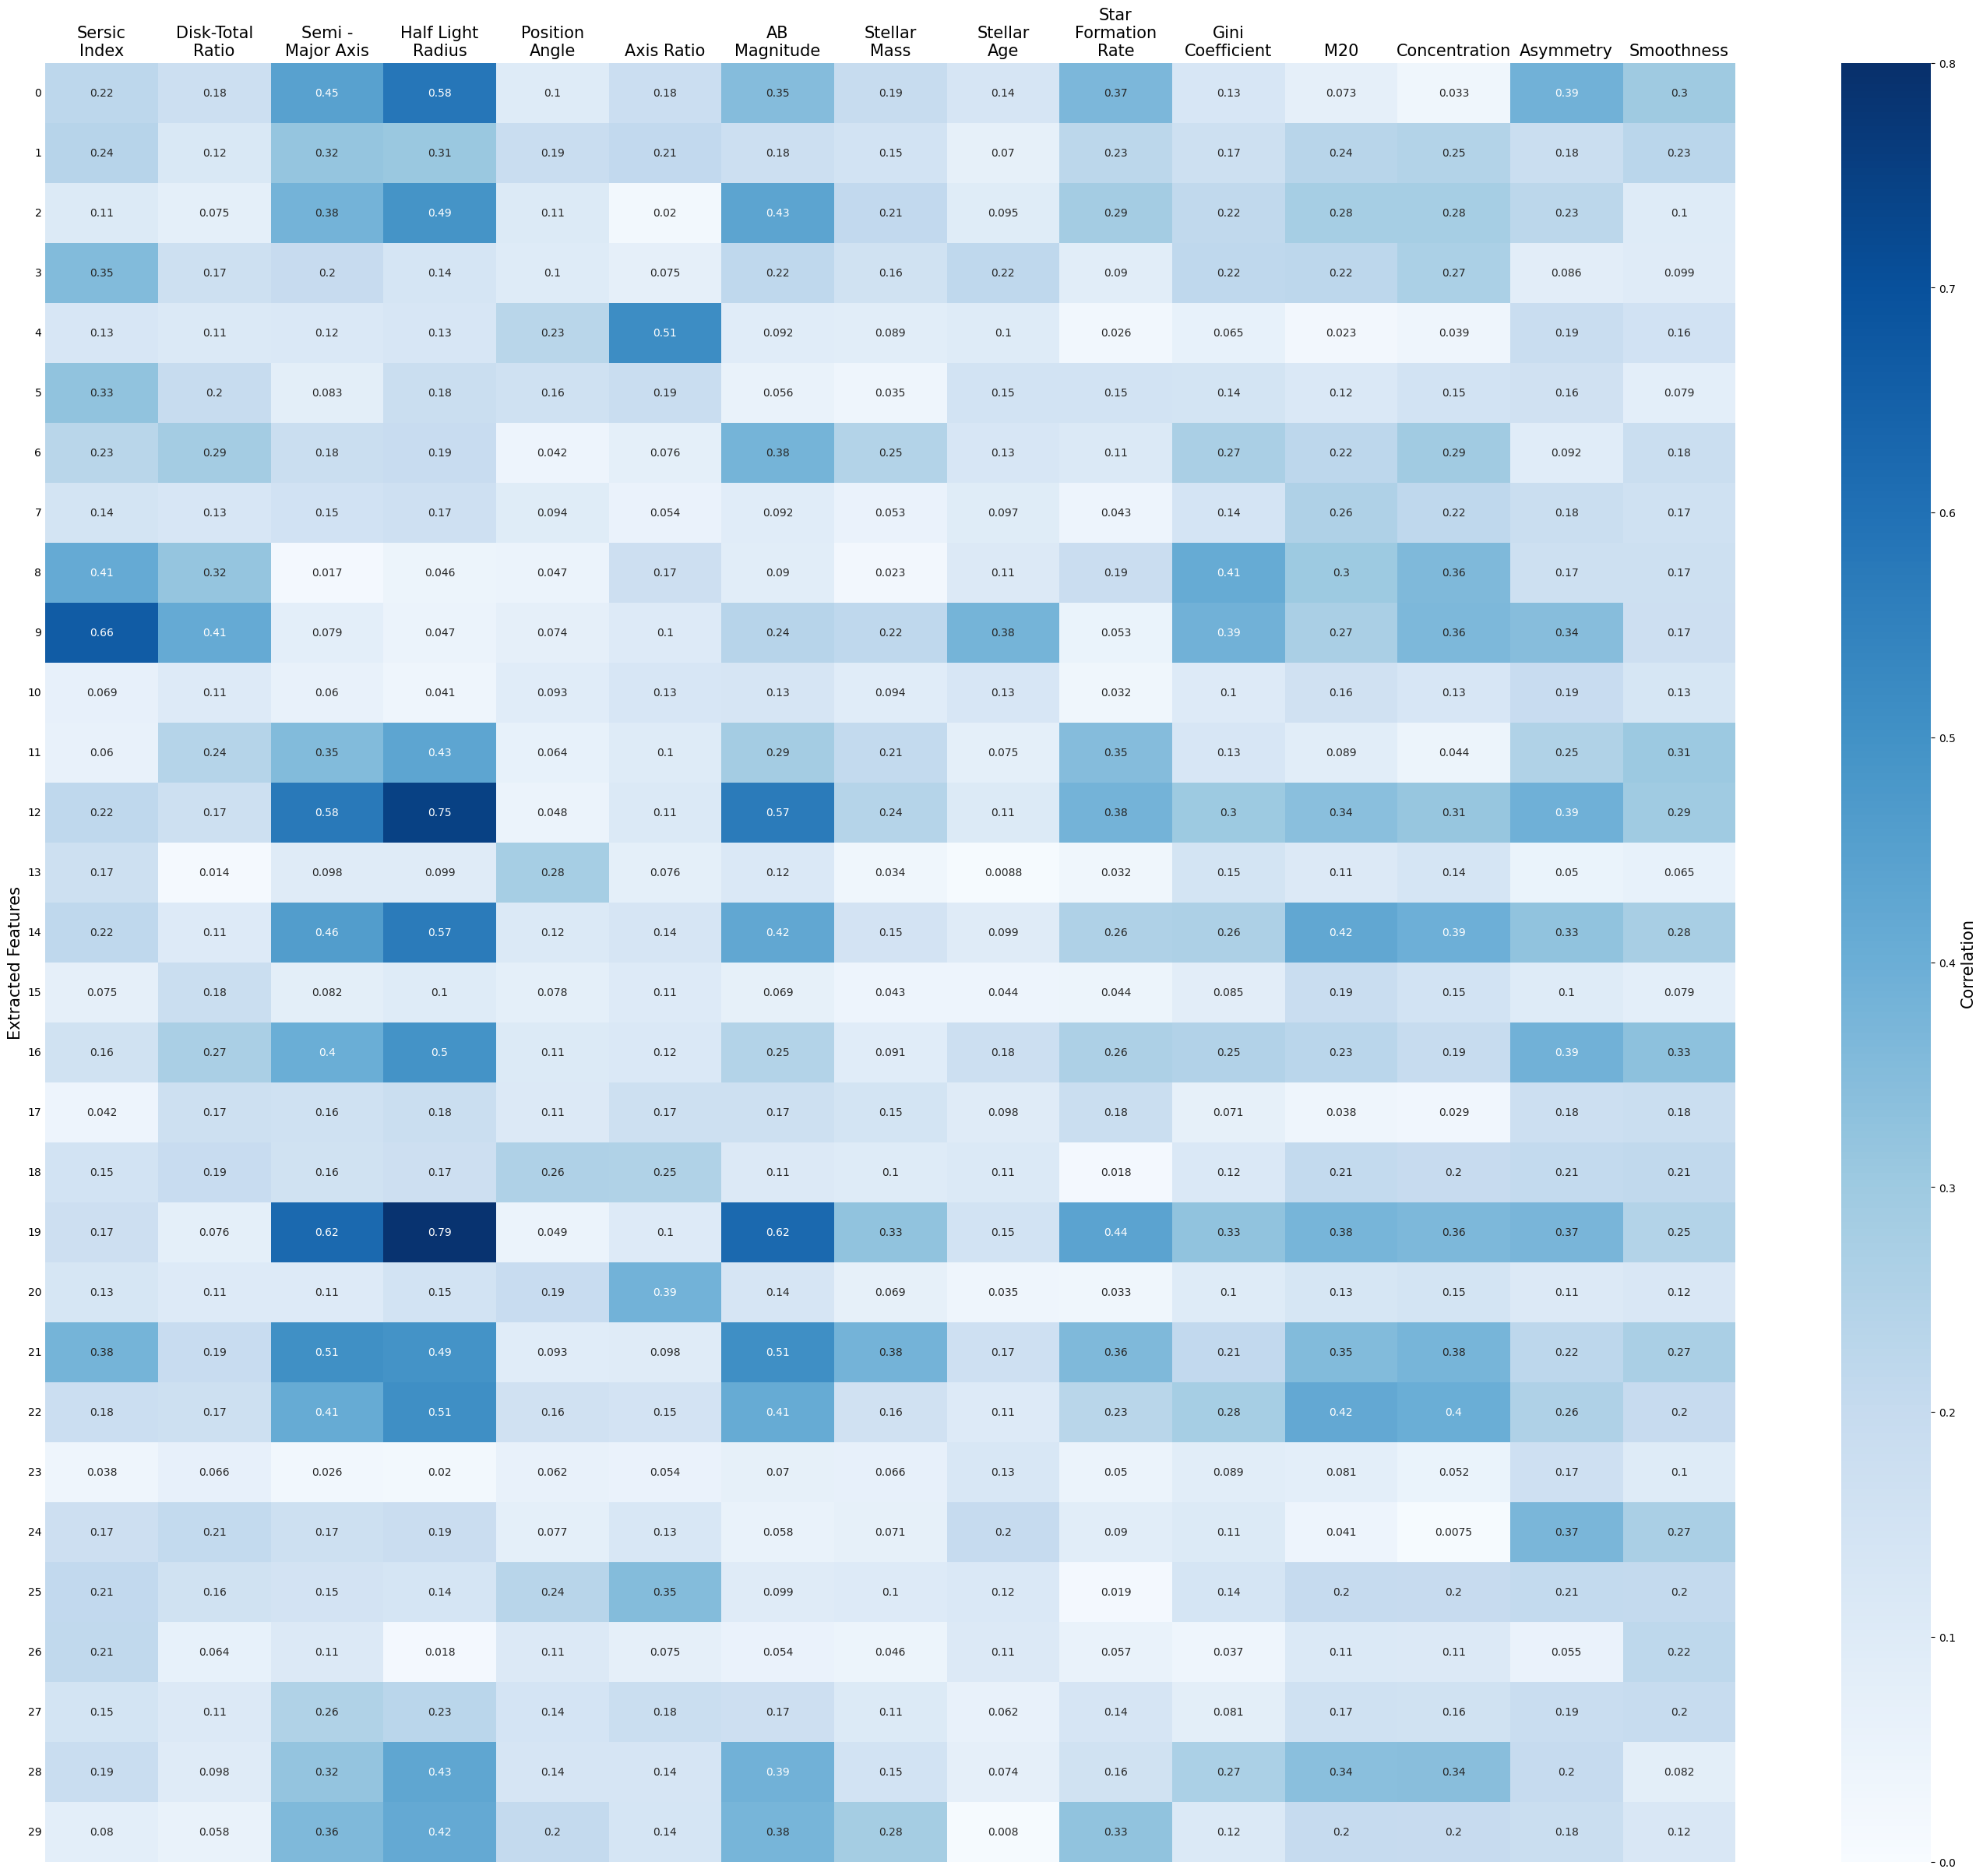 Sersic Index Disk-Total Ratio Semi - Major Axis Half Light Radius Position Angle Axis Ratio AB Magnitude Stellar Mass Stellar Age Star Formation Rate Gini Coefficient M20 Concentration Asymmetry Smoothness
0 0.22 0.18 0.45 0.58 0.1 0.18 0.35 0.19 0.14 0.37 0.13 0.073 0.033 0.39 0.3
1 0.24 0.12 0.32 0.31 0.19 0.21 0.18 0.15 0.07 0.23 0.17 0.24 0.25 0.18 0.23
2 0.11 0.075 0.38 0.49 0.11 0.02 0.43 0.21 0.095 0.29 0.22 0.28 0.28 0.23 0.1
3 0.35 0.17 0.2 0.14 0.1 0.075 0.22 0.16 0.22 0.09 0.22 0.22 0.27 0.086 0.099
4 0.13 0.11 0.12 0.13 0.23 0.51 0.092 0.089 0.1 0.026 0.065 0.023 0.039 0.19 0.16
5 0.33 0.2 0.083 0.18 0.16 0.19 0.056 0.035 0.15 0.15 0.14 0.12 0.15 0.16 0.079
6 0.23 0.29 0.18 0.19 0.042 0.076 0.38 0.25 0.13 0.11 0.27 0.22 0.29 0.092 0.18
7 0.14 0.13 0.15 0.17 0.094 0.054 0.092 0.053 0.097 0.043 0.14 0.26 0.22 0.18 0.17
8 0.41 0.32 0.017 0.046 0.047 0.17 0.09 0.023 0.11 0.19 0.41 0.3 0.36 0.17 0.17
9 0.66 0.41 0.079 0.047 0.074 0.1 0.24 0.22 0.38 0.053 0.39 0.27 0.36 0.34 0.17
10 0.069 0.11 0.06 0.041 0.093 0.13 0.13 0.094 0.13 0.032 0.1 0.16 0.13 0.19 0.13
11 0.06 0.24 0.35 0.43 0.064 0.1 0.29 0.21 0.075 0.35 0.13 0.089 0.044 0.25 0.31
12 0.22 0.17 0.58 0.75 0.048 0.11 0.57 0.24 0.11 0.38 0.3 0.34 0.31 0.39 0.29
13 0.17 0.014 0.098 0.099 0.28 0.076 0.12 0.034 0.0088 0.032 0.15 0.11 0.14 0.05 0.065
14 0.22 0.11 0.46 0.57 0.12 0.14 0.42 0.15 0.099 0.26 0.26 0.42 0.39 0.33 0.28
15 0.075 0.18 0.082 0.1 0.078 0.11 0.069 0.043 0.044 0.044 0.085 0.19 0.15 0.1 0.079
16 0.16 0.27 0.4 0.5 0.11 0.12 0.25 0.091 0.18 0.26 0.25 0.23 0.19 0.39 0.33
17 0.042 0.17 0.16 0.18 0.11 0.17 0.17 0.15 0.098 0.18 0.071 0.038 0.029 0.18 0.18
18 0.15 0.19 0.16 0.17 0.26 0.25 0.11 0.1 0.11 0.018 0.12 0.21 0.2 0.21 0.21
19 0.17 0.076 0.62 0.79 0.049 0.1 0.62 0.33 0.15 0.44 0.33 0.38 0.36 0.37 0.25
20 0.13 0.11 0.11 0.15 0.19 0.39 0.14 0.069 0.035 0.033 0.1 0.13 0.15 0.11 0.12
21 0.38 0.19 0.51 0.49 0.093 0.098 0.51 0.38 0.17 0.36 0.21 0.35 0.38 0.22 0.27
22 0.18 0.17 0.41 0.51 0.16 0.15 0.41 0.16 0.11 0.23 0.28 0.42 0.4 0.26 0.2
23 0.038 0.066 0.026 0.02 0.062 0.054 0.07 0.066 0.13 0.05 0.089 0.081 0.052 0.17 0.1
24 0.17 0.21 0.17 0.19 0.077 0.13 0.058 0.071 0.2 0.09 0.11 0.041 0.0075 0.37 0.27
25 0.21 0.16 0.15 0.14 0.24 0.35 0.099 0.1 0.12 0.019 0.14 0.2 0.2 0.21 0.2
26 0.21 0.064 0.11 0.018 0.11 0.075 0.054 0.046 0.11 0.057 0.037 0.11 0.11 0.055 0.22
27 0.15 0.11 0.26 0.23 0.14 0.18 0.17 0.11 0.062 0.14 0.081 0.17 0.16 0.19 0.2
28 0.19 0.098 0.32 0.43 0.14 0.14 0.39 0.15 0.074 0.16 0.27 0.34 0.34 0.2 0.082
29 0.08 0.058 0.36 0.42 0.2 0.14 0.38 0.28 0.008 0.33 0.12 0.2 0.2 0.18 0.12
Extracted Features
0.8
0.7
0.6
0.5
0.4
0.3
0.2
0.1
0.0
Correlation